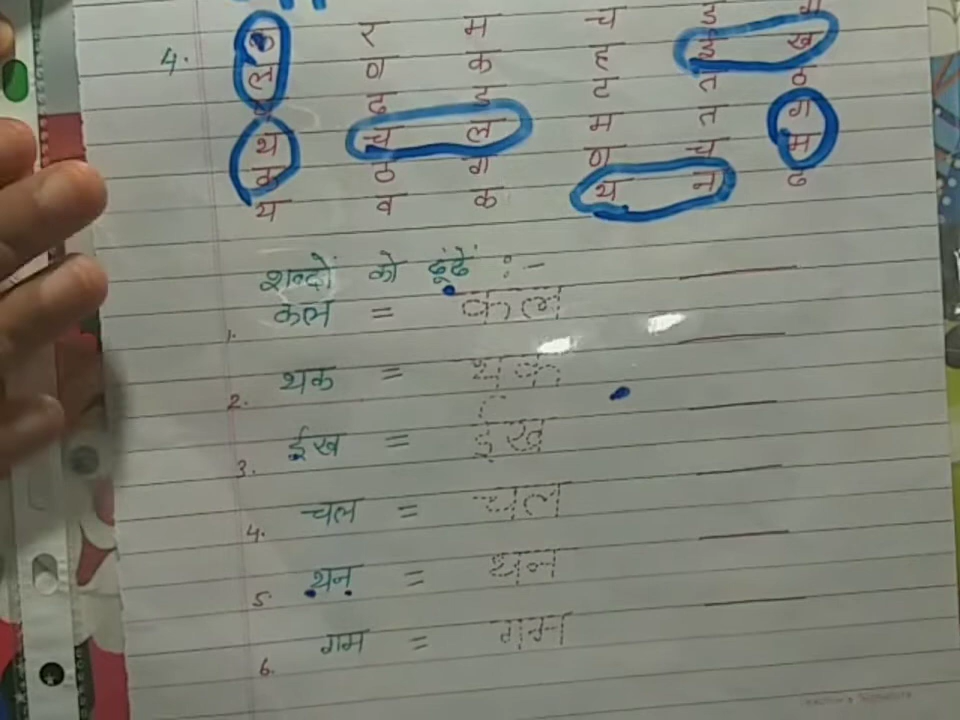 र म च ड
4. क ण क ह ई ख
ल ढ ड द त ठ
थ च ल म त ग
क ठ ग ण च म
य व क थ न ढ
शब्दों को ढूंढें :-
1. कल = कल
2. थक = थक
3. ईख = ईख
4. चल = चल
5. थन = थन
6. गम = गम